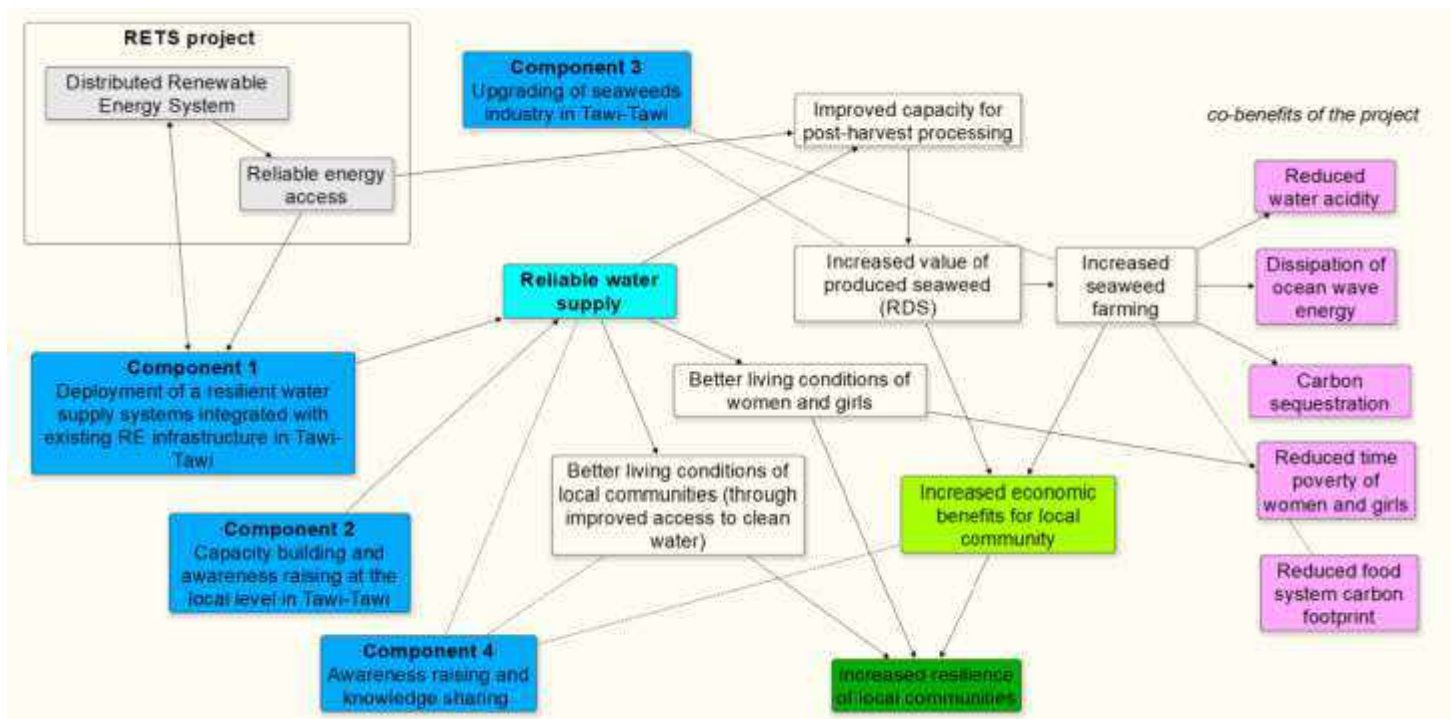 RETS project
Distributed Renewable
Energy System
Reliable energy
access
Component 3
Upgrading of seaweeds
industry in Tawi-Tawi
Improved capacity for
post-harvest processing
co-benefits of the project
Reduced
water acidity
Reliable water
supply
Increased value of
produced seaweed
(RDS)
Increased
seaweed
farming
Dissipation of
ocean wave
energy
Component 1
Deployment of a resilient water
supply systems integrated with
existing RE infrastructure in Tawi-
Tawi
Better living conditions of
women and girls
Carbon
sequestration
Better living conditions of
local communities (through
improved access to clean
water)
Increased economic
benefits for local
community
Reduced time
poverty of
women and girls
Component 2
Capacity building and
awareness raising at the
local level in Tawi-Tawi
Reduced food
system carbon
footprint
Component 4
Awareness raising and
knowledge sharing
Increased resilience
of local communities